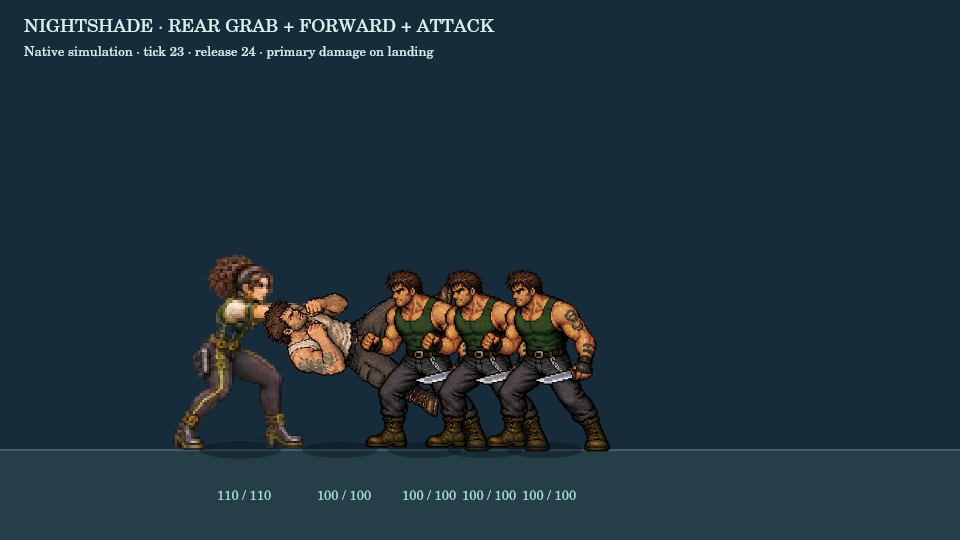 NIGHTSHADE · REAR GRAB + FORWARD + ATTACK
Native simulation · tick 23 · release 24 · primary damage on landing
110 / 110 100 / 100 100 / 100 100 / 100 100 / 100